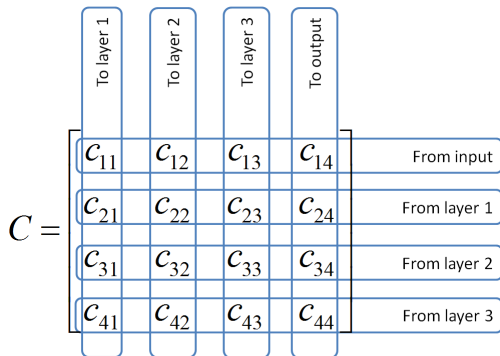 To layer 1
To layer 2
To layer 3
To output
c11 c12 c13 c14 From input
c21 c22 c23 c24 From layer 1
C =
c31 c32 c33 c34 From layer 2
c41 c42 c43 c44 From layer 3